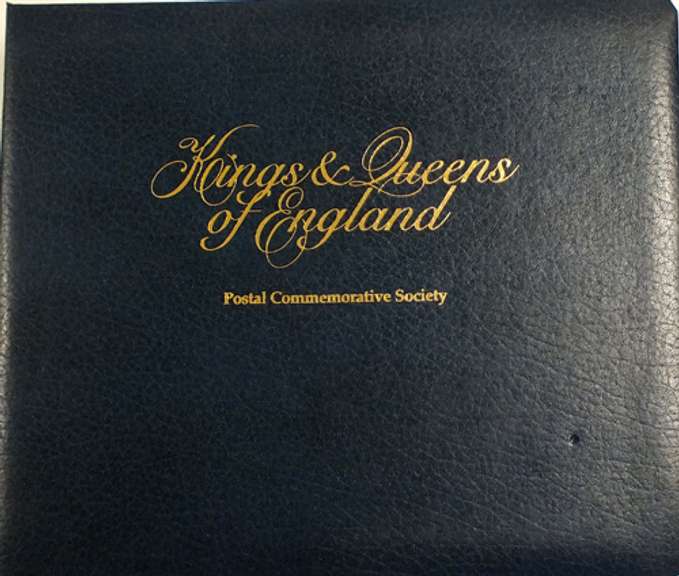 Kings & Queens
of England
Postal Commemorative Society